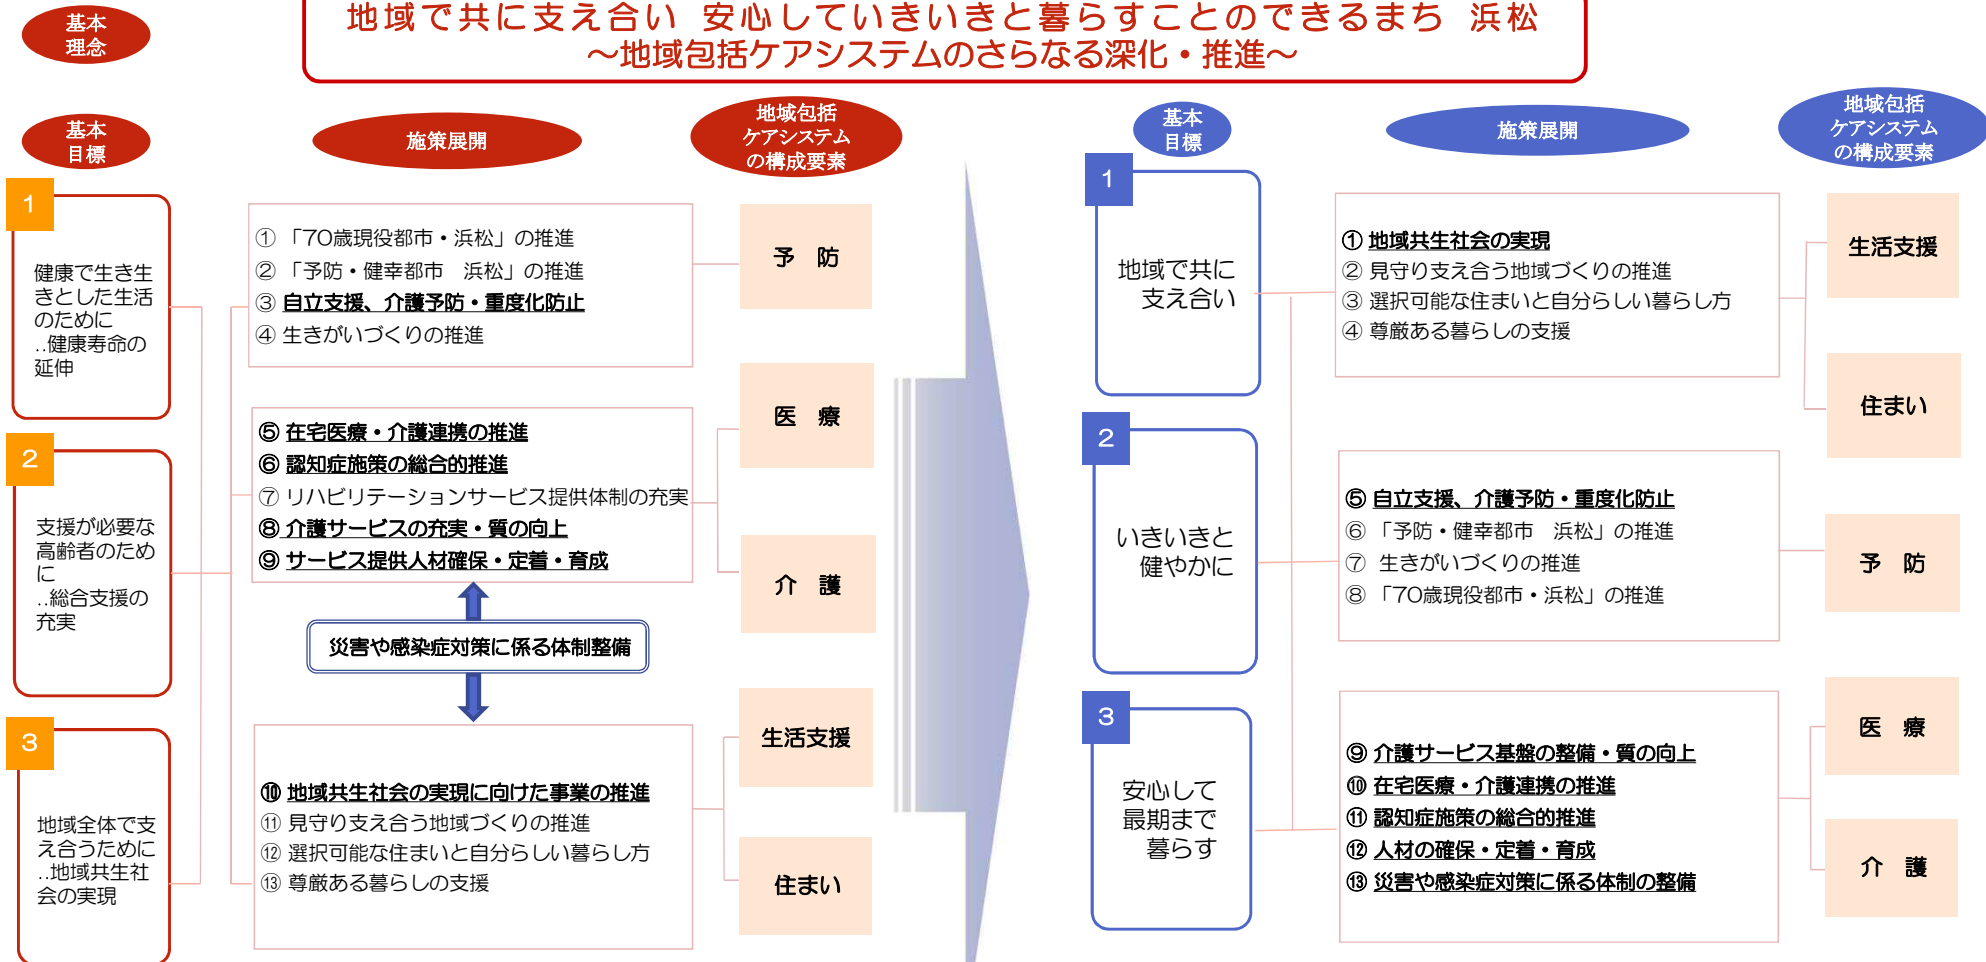 基本
理念
地域で共に支え合い 安心していきいきと暮らすことのできるまち 浜松
～地域包括ケアシステムのさらなる深化・推進～
基本
目標
施策展開
地域包括
ケアシステム
の構成要素
1
健康で生き生
きとした生活
のために
‥健康寿命の
延伸
① 「70歳現役都市・浜松」の推進
② 「予防・健幸都市　浜松」の推進
③ 自立支援、介護予防・重度化防止
④ 生きがいづくりの推進
予　防
2
支援が必要な
高齢者のため
に
‥総合支援の
充実
⑤ 在宅医療・介護連携の推進
⑥ 認知症施策の総合的推進
⑦ リハビリテーションサービス提供体制の充実
⑧ 介護サービスの充実・質の向上
⑨ サービス提供人材確保・定着・育成
医　療
介　護
災害や感染症対策に係る体制整備
3
地域全体で支
え合うために
‥地域共生社
会の実現
⑩ 地域共生社会の実現に向けた事業の推進
⑪ 見守り支え合う地域づくりの推進
⑫ 選択可能な住まいと自分らしい暮らし方
⑬ 尊厳ある暮らしの支援
生活支援
住まい
基本
目標
施策展開
地域包括
ケアシステム
の構成要素
1
地域で共に
支え合い
① 地域共生社会の実現
② 見守り支え合う地域づくりの推進
③ 選択可能な住まいと自分らしい暮らし方
④ 尊厳ある暮らしの支援
生活支援
住まい
2
いきいきと
健やかに
⑤ 自立支援、介護予防・重度化防止
⑥ 「予防・健幸都市　浜松」の推進
⑦ 生きがいづくりの推進
⑧ 「70歳現役都市・浜松」の推進
予　防
3
安心して
最期まで
暮らす
⑨ 介護サービス基盤の整備・質の向上
⑩ 在宅医療・介護連携の推進
⑪ 認知症施策の総合的推進
⑫ 人材の確保・定着・育成
⑬ 災害や感染症対策に係る体制の整備
医　療
介　護